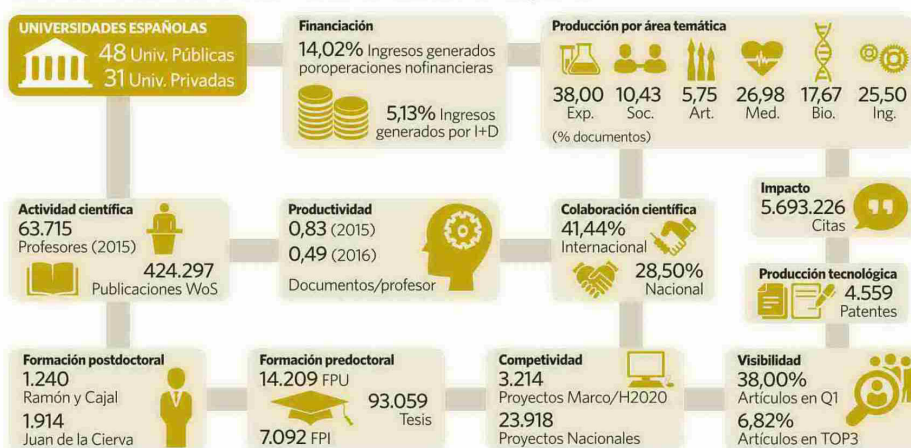 UNIVERSIDADES ESPAÑOLAS
48 Univ. Públicas
31 Univ. Privadas
Financiación
14,02% Ingresos generados
poroperaciones nofinancieras
5,13% Ingresos
generados por I+D
Producción por área temática
38,00 10,43 5,75 26,98 17,67 25,50
Exp. Soc. Art. Med. Bio. Ing.
(% documentos)
Actividad científica
63.715
Profesores (2015)
424.297
Publicaciones WoS
Productividad
0,83 (2015)
0,49 (2016)
Documentos/profesor
Colaboración científica
41,44%
Internacional
28,50%
Nacional
Impacto
5.693.226
Citas
Producción tecnológica
4.559
Patentes
Formación postdoctoral
1.240
Ramón y Cajal
1.914
Juan de la Cierva
Formación predoctoral
14.209 FPU
93.059
Tesis
7.092 FPI
Competividad
3.214
Proyectos Marco/H2020
23.918
Proyectos Nacionales
Visibilidad
38,00%
Artículos en Q1
6,82%
Artículos en TOP3